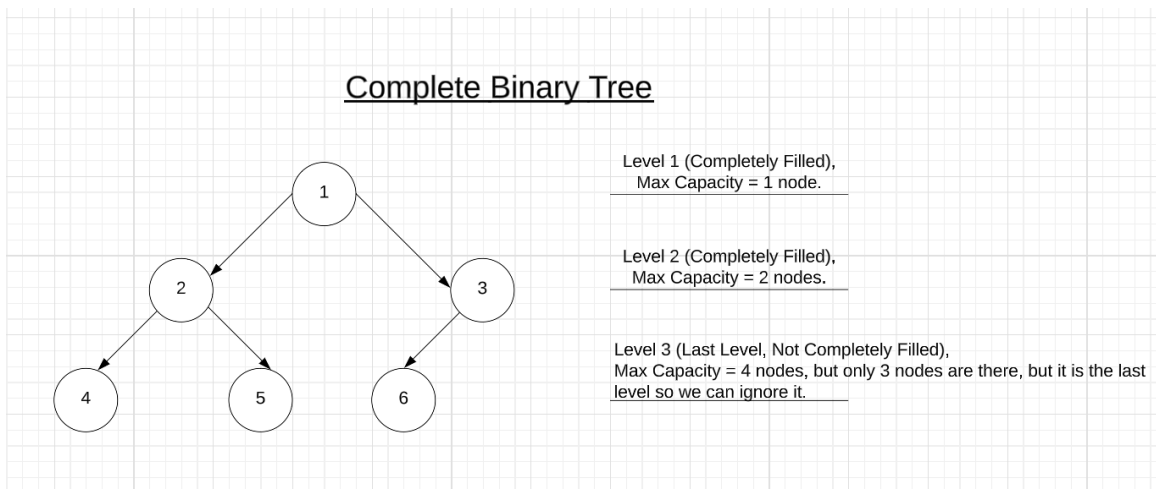 Complete Binary Tree
1
Level 1 (Completely Filled),
Max Capacity = 1 node.
2
3
Level 2 (Completely Filled),
Max Capacity = 2 nodes.
4
5
6
Level 3 (Last Level, Not Completely Filled),
Max Capacity = 4 nodes, but only 3 nodes are there, but it is the last
level so we can ignore it.